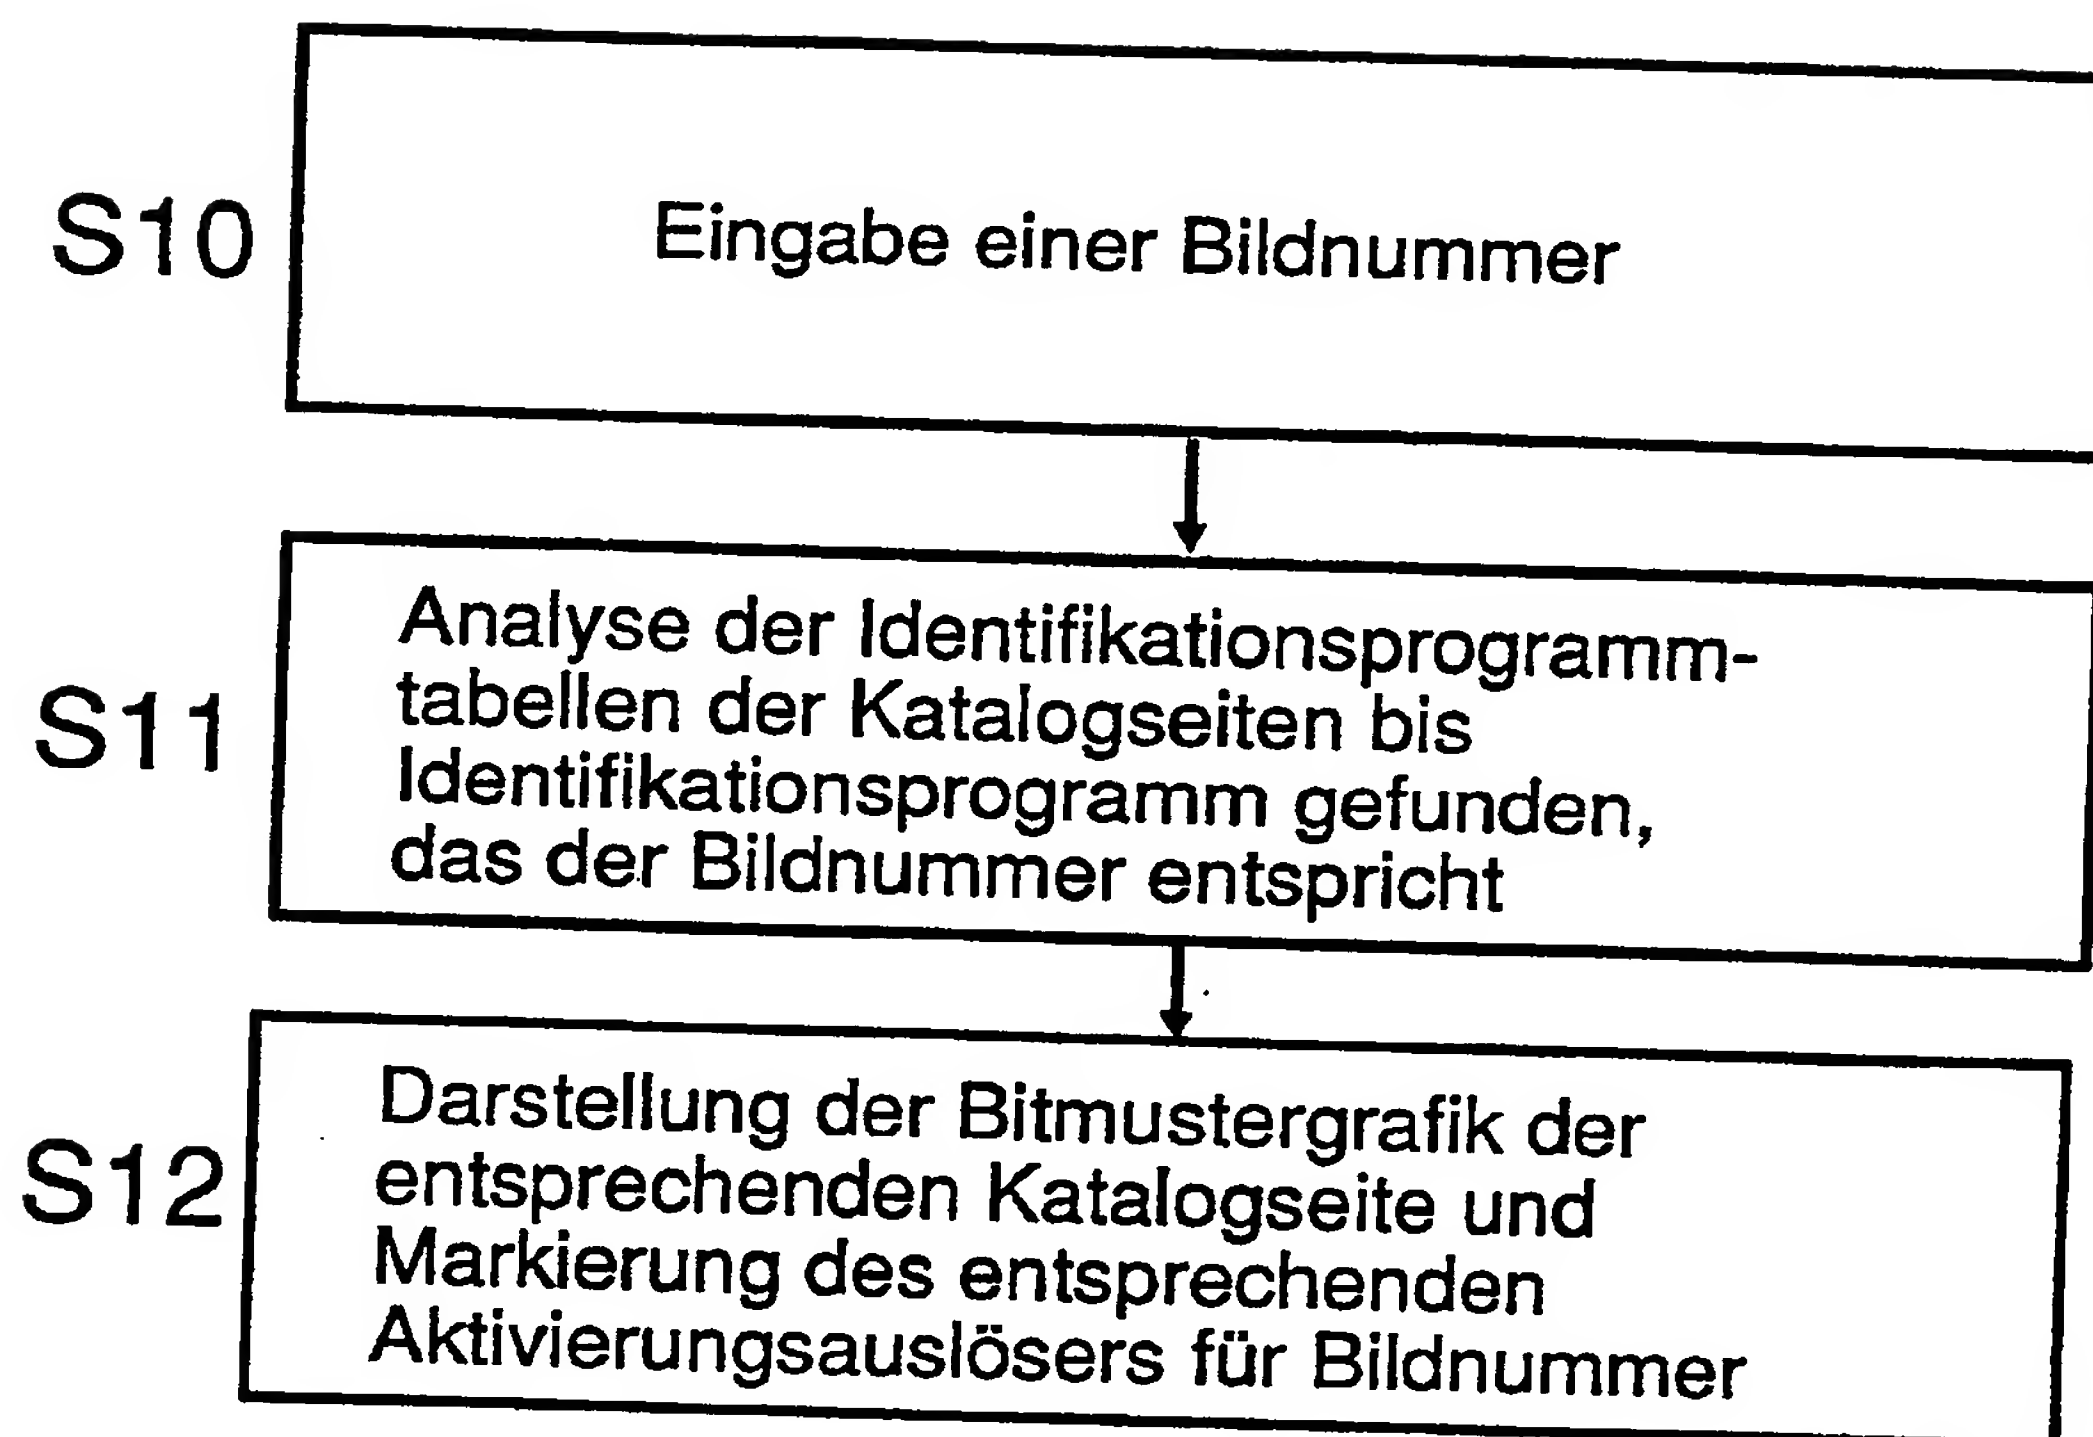 S10
Eingabe einer Bildnummer
S11
Analyse der Identifikationsprogramm-
tabellen der Katalogseiten bis
Identifikationsprogramm gefunden,
das der Bildnummer entspricht
S12
Darstellung der Bitmustergrafik der
entsprechenden Katalogseite und
Markierung des entsprechenden
Aktivierungsauslösers für Bildnummer